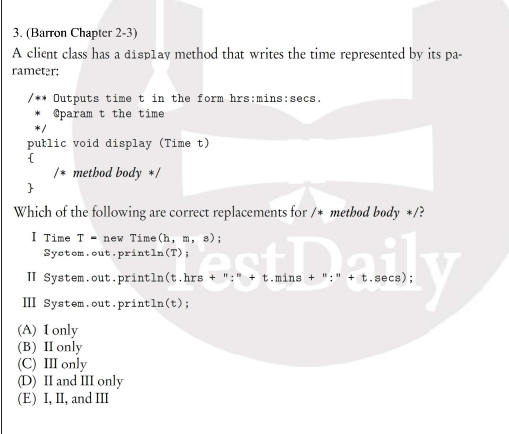 3. (Barron Chapter 2-3)
A client class has a display method that writes the time represented by its pa-
rameter:
/** Outputs time t in the form hrs:mins:secs.
* @param t the time
*/
public void display (Time t)
{
/* method body */
}
Which of the following are correct replacements for /* method body */?
I Time T = new Time(h, m, s);
System.out.println(T);
II System.out.println(t.hrs + ":" + t.mins + ":" + t.secs);
III System.out.println(t);
(A) I only
(B) II only
(C) III only
(D) II and III only
(E) I, II, and III
TestDaily